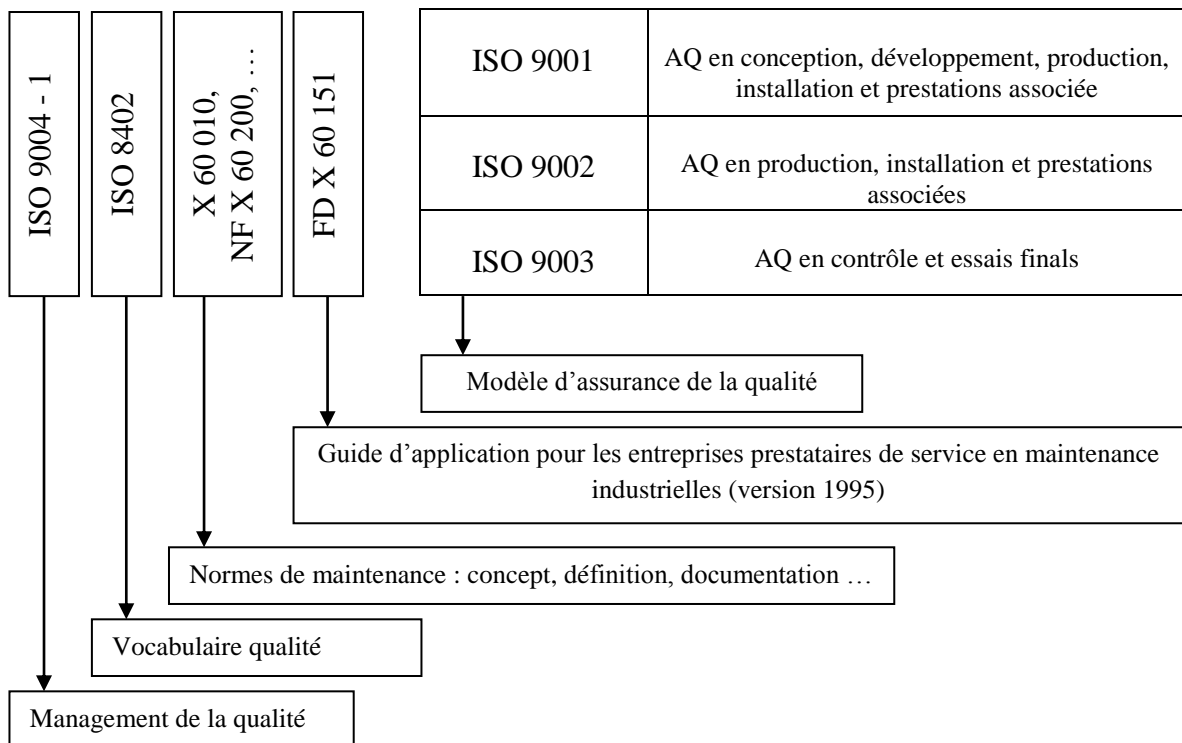 ISO 9004 - 1
ISO 8402
X 60 010,
NF X 60 200, …
FD X 60 151
ISO 9001
AQ en conception, développement, production,
installation et prestations associée
ISO 9002
AQ en production, installation et prestations
associées
ISO 9003
AQ en contrôle et essais finals
Modèle d’assurance de la qualité
Guide d’application pour les entreprises prestataires de service en maintenance
industrielles (version 1995)
Normes de maintenance : concept, définition, documentation …
Vocabulaire qualité
Management de la qualité